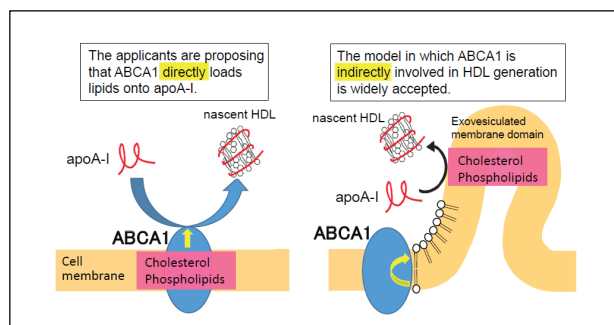 The applicants are proposing
that ABCA1 directly loads
lipids onto apoA-I.
nascent HDL
apoA-I
ABCA1
Cell
membrane
Cholesterol
Phospholipids
The model in which ABCA1 is
indirectly involved in HDL generation
is widely accepted.
nascent HDL
Exovesiculated
membrane domain
Cholesterol
Phospholipids
apoA-I
ABCA1